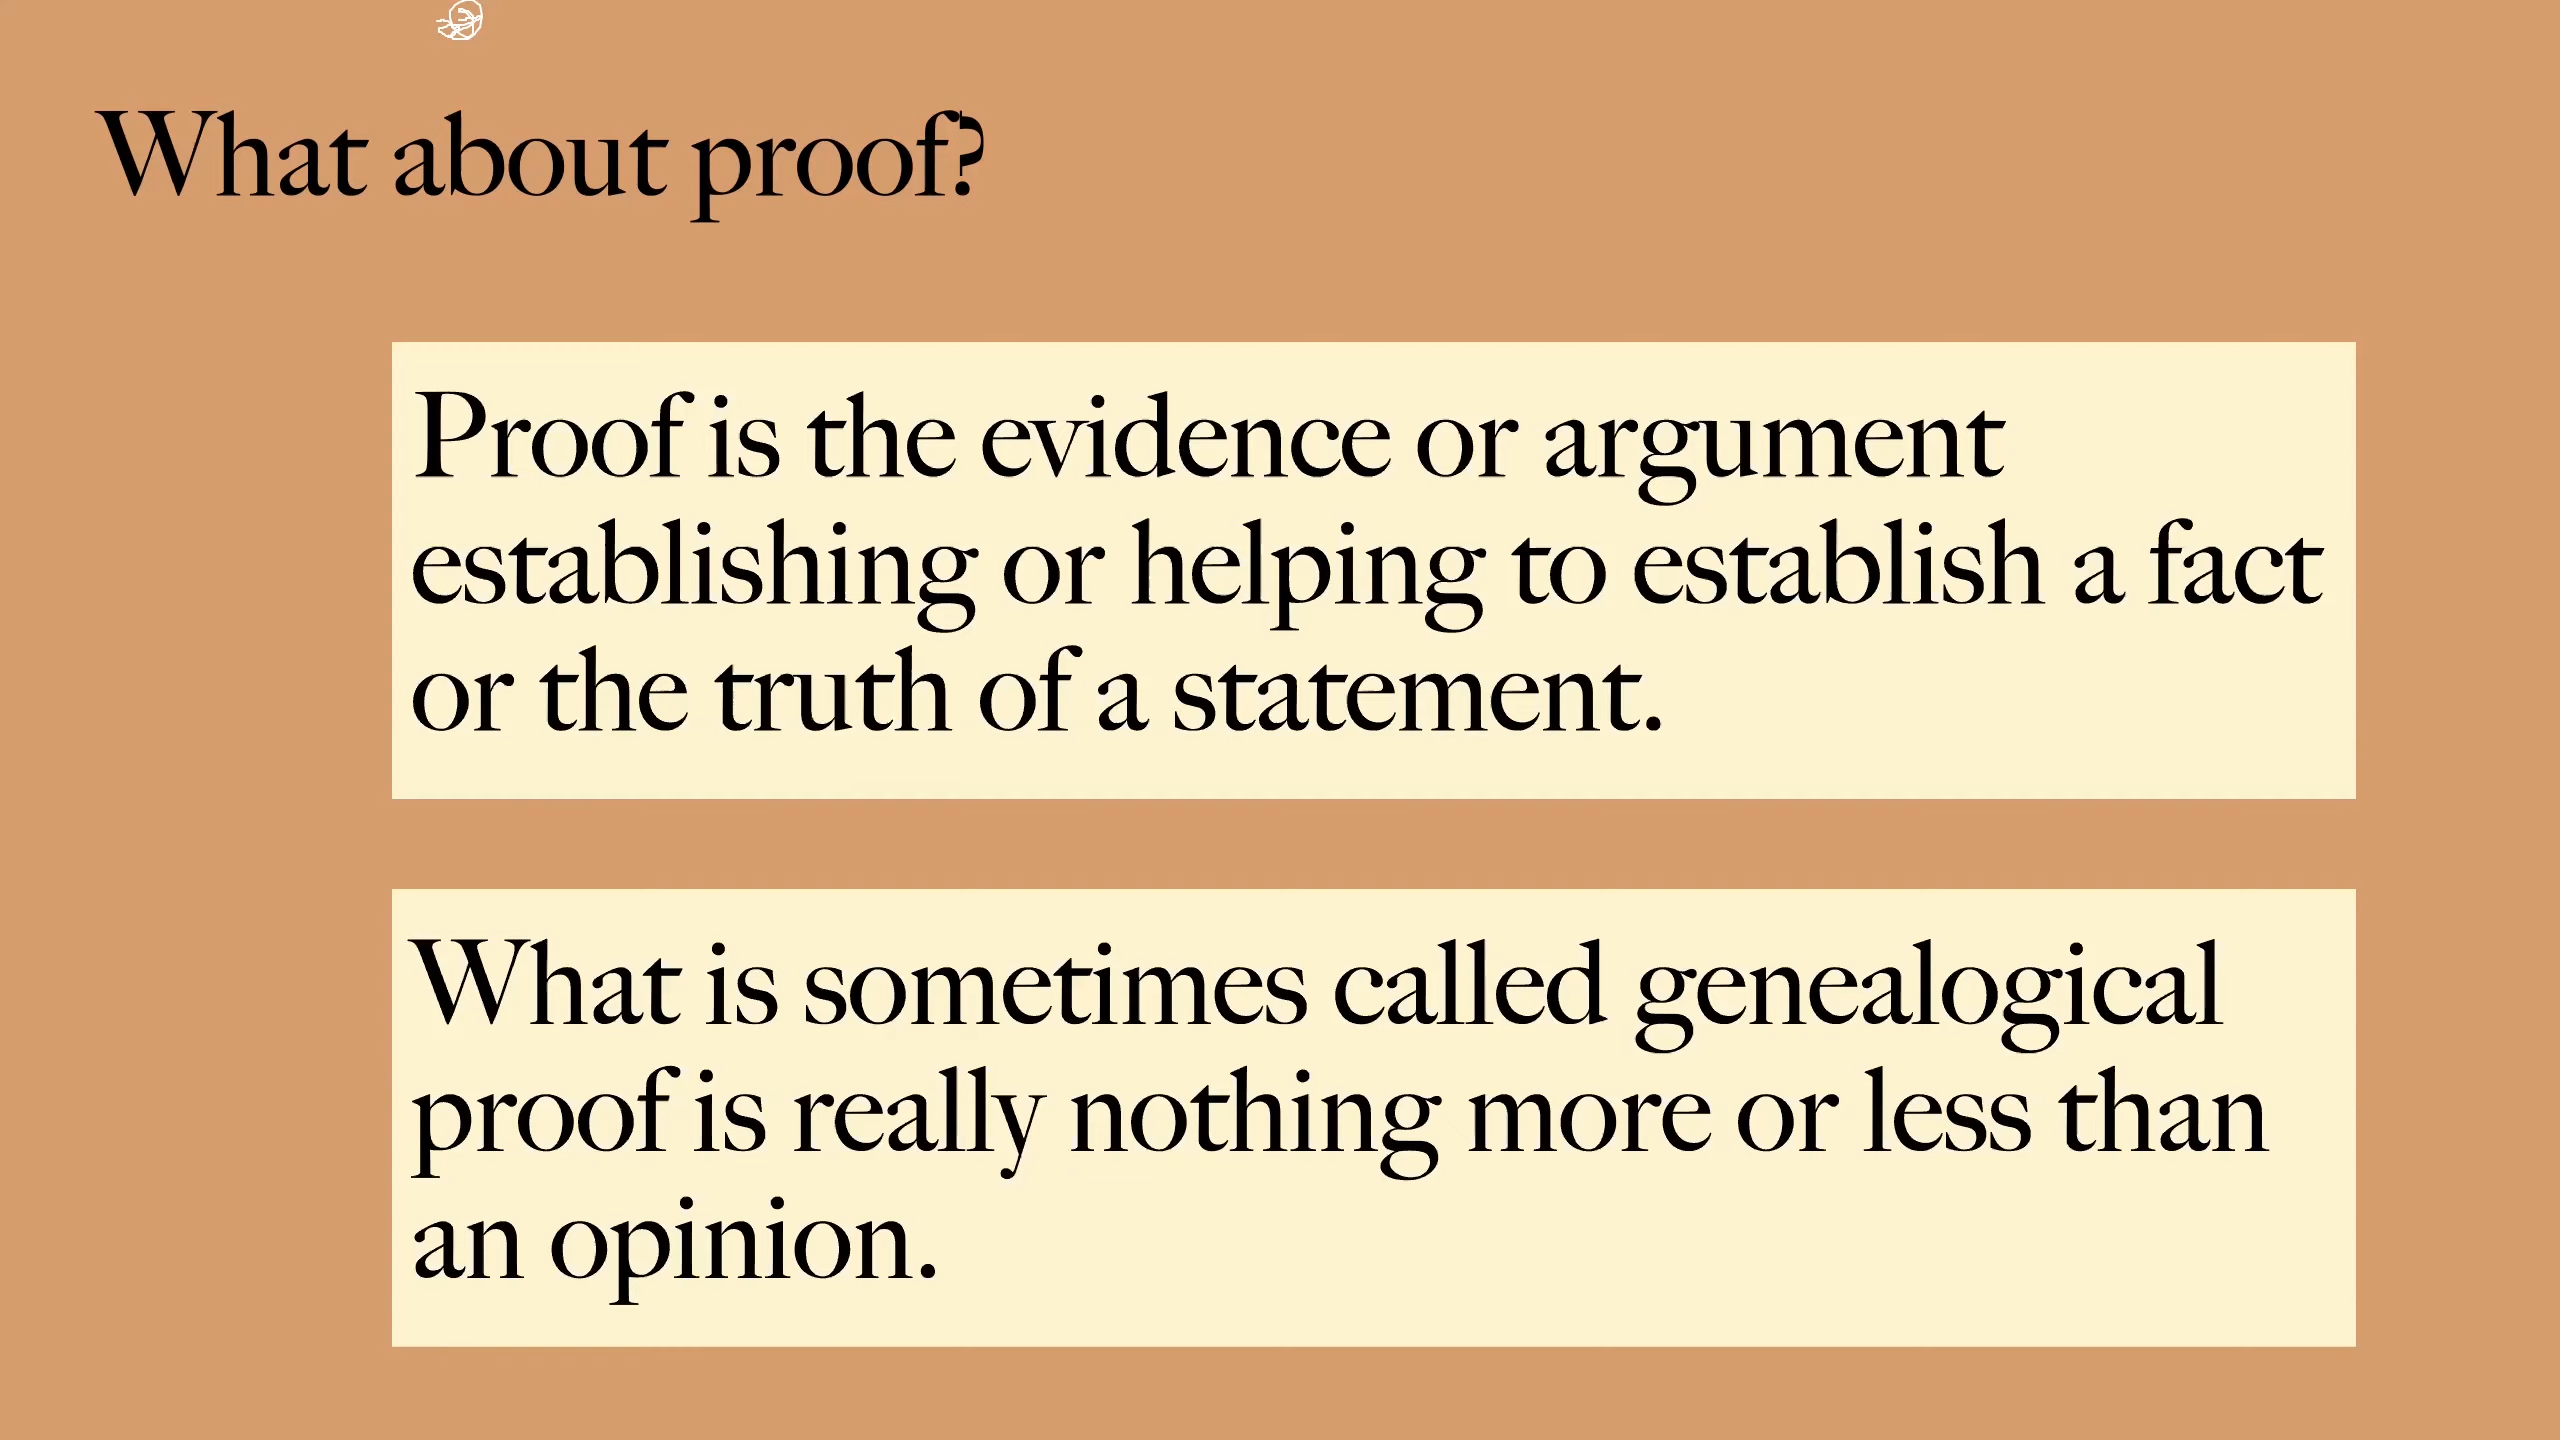 What about proof?
Proof is the evidence or argument
establishing or helping to establish a fact
or the truth of a statement.
What is sometimes called genealogical
proof is really nothing more or less than
an opinion.